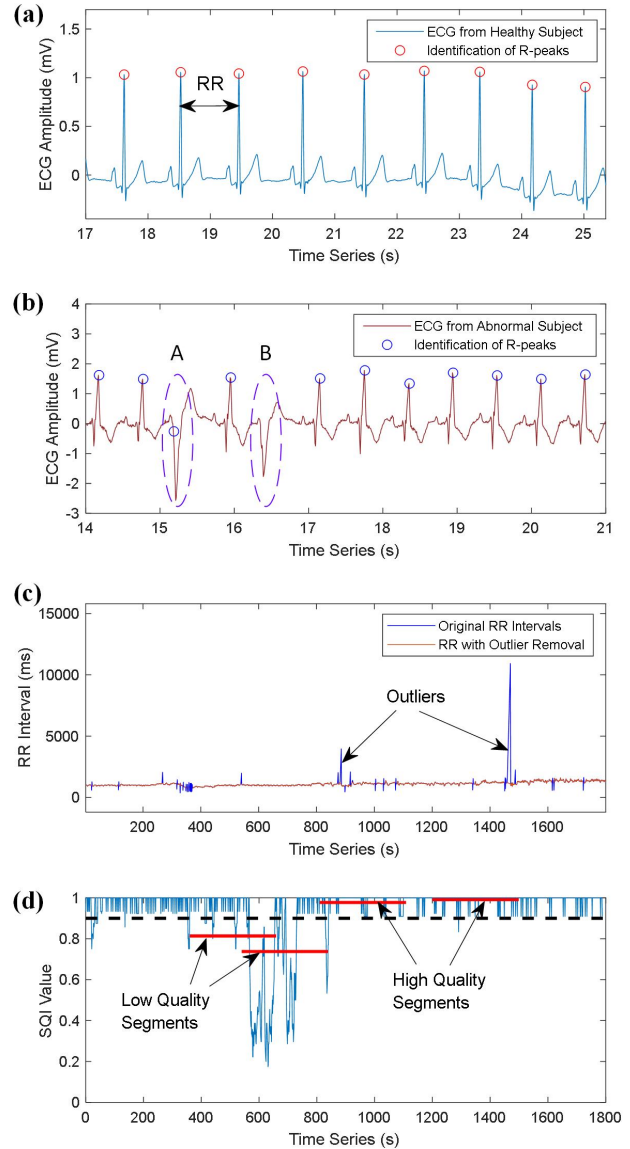 (a)
ECG Amplitude (mV)
1.5
1
0.5
0
ECG from Healthy Subject
Identification of R-peaks
RR
17 18 19 20 21 22 23 24 25
Time Series (s)
(b)
ECG Amplitude (mV)
4
3
2
1
0
-1
-2
-3
ECG from Abnormal Subject
Identification of R-peaks
A
B
14 15 16 17 18 19 20 21
Time Series (s)
(c)
RR Interval (ms)
15000
10000
5000
0
Original RR Intervals
RR with Outlier Removal
Outliers
200 400 600 800 1000 1200 1400 1600
Time Series (s)
(d)
SQI Value
1
0.8
0.6
0.4
0.2
0
Low Quality
Segments
High Quality
Segments
0 200 400 600 800 1000 1200 1400 1600 1800
Time Series (s)